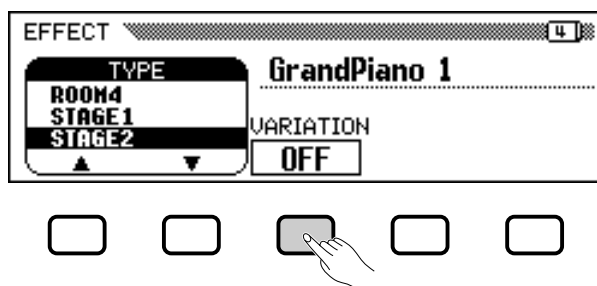 EFFECT 4
TYPE
ROOM4
STAGE1
STAGE2
▲ ▼
GrandPiano 1
VARIATION
OFF